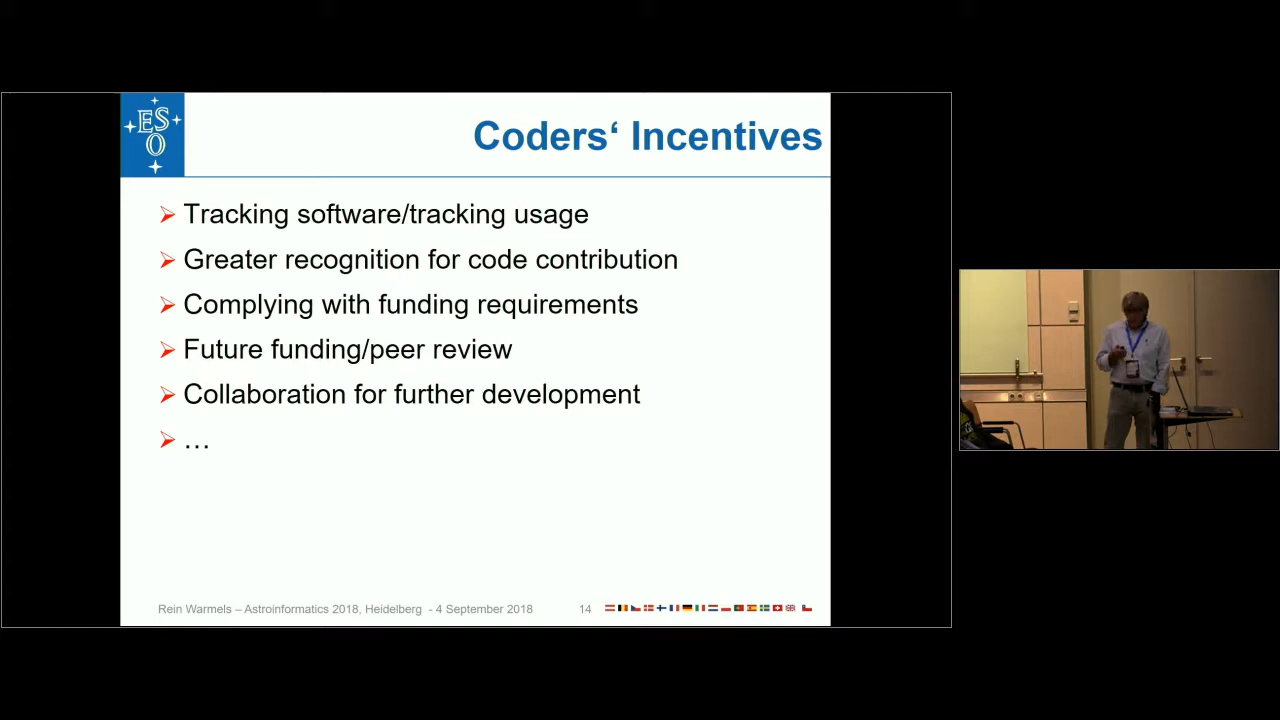 ES
O
Coders‘ Incentives
Tracking software/tracking usage
Greater recognition for code contribution
Complying with funding requirements
Future funding/peer review
Collaboration for further development
…
Rein Warmels – Astroinformatics 2018, Heidelberg - 4 September 2018 14